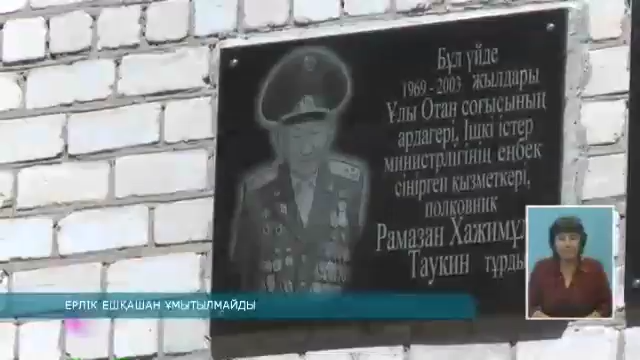 Бұл үйде
1969 - 2003 жылдары
Ұлы Отан соғысының
ардагері, Ішкі істер
министрлігінің еңбек
сіңірген қызметкері,
полковник
Рамазан
Таукин
ЕРЛІК ЕШҚАШАН ҰМЫТЫЛМАЙДЫ